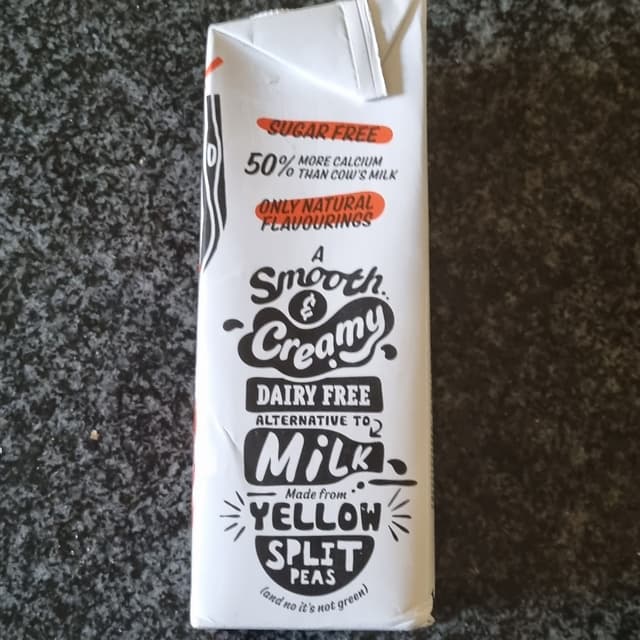 SUGAR FREE
50% MORE CALCIUM
THAN COW'S MILK
ONLY NATURAL
FLAVOURINGS
A
Smooth
&
Creamy
DAIRY FREE
ALTERNATIVE TO
MiLK
Made from
YELLOW
SPLIT
PEAS
(and no it's not green)